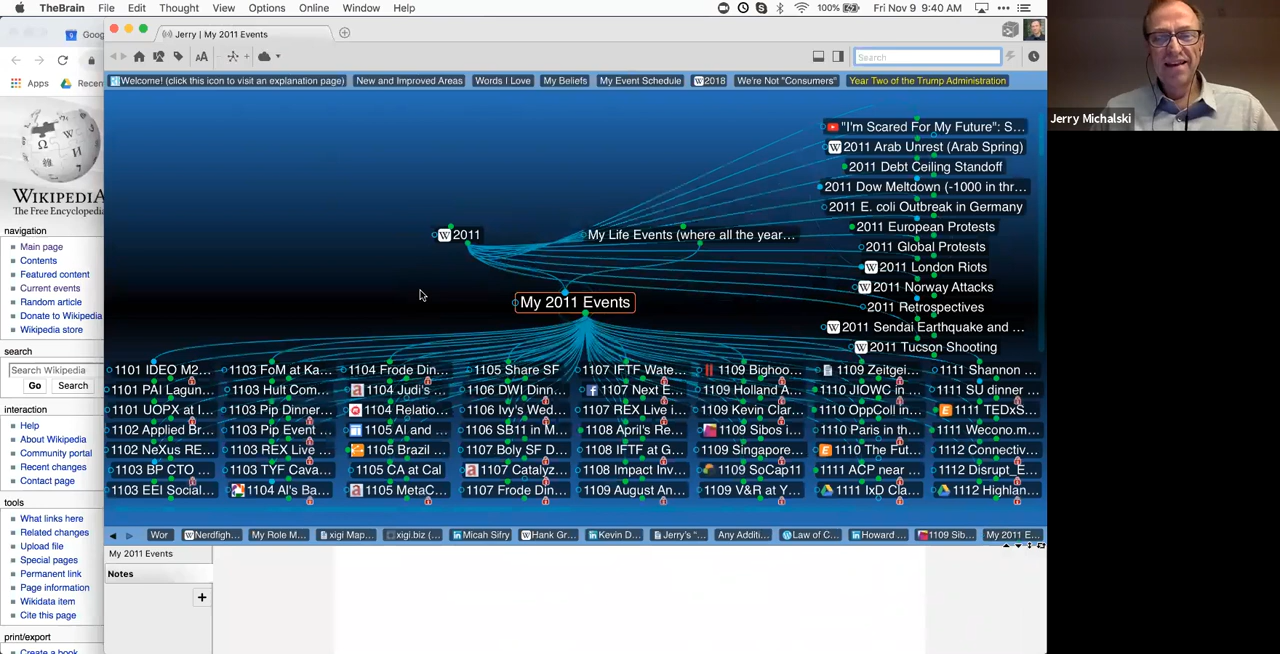 TheBrain File Edit Thought View Options Online Window Help 100% Fri Nov 9 9:40 AM
Goog
Jerry | My 2011 Events
AA
Search
Apps
Recen
Welcome! (click this icon to visit an explanation page) New and Improved Areas Words I Love My Beliefs My Event Schedule W 2018 We're Not "Consumers" Year Two of the Trump Administration
Jerry Michalski
"I'm Scared For My Future": S...
W 2011 Arab Unrest (Arab Spring)
2011 Debt Ceiling Standoff
2011 Dow Meltdown (-1000 in thr...
2011 E. coli Outbreak in Germany
2011 European Protests
2011 Global Protests
W 2011 London Riots
W 2011 Norway Attacks
2011 Retrospectives
W 2011 Sendai Earthquake and ...
W 2011 Tucson Shooting
W 2011
My Life Events (where all the year...
My 2011 Events
1101 IDEO M2... 1103 FoM at Ka... 1104 Frode Din... 1105 Share SF 1107 IFTF Wate... 1109 Bighoo... 1109 Zeitgei... 1111 Shannon ...
1101 PAI Lagun... 1103 Hult Com... 1104 Judi's ... 1106 DWI Dinn... 1107 Next E... 1109 Holland A... 1110 JIOWC in... 1111 SU dinner ...
1101 UOPX at I... 1103 Pip Dinner... 1104 Relatio... 1106 Ivy's Wed... 1107 REX Live i... 1109 Kevin Clar... 1110 OppColl in... 1111 TEDxS...
1102 Applied Br... 1103 Pip Event ... 1105 Al and ... 1106 SB11 in M... 1108 April's Re... 1109 Sibos i... 1110 Paris in th... 1111 Wecono.m...
1102 NeXus RE... 1103 REX Live ... 1105 Brazil ... 1107 Boly SF D... 1108 IFTF at G... 1109 Singapore... 1110 The Fut... 1112 Connectiv...
1103 BP CTO ... 1103 TYF Cava... 1105 CA at Cal 1107 Catalyz... 1108 Impact Inv... 1109 SoCap11 1111 ACP near ... 1112 Disrupt_E...
1103 EEI Social... 1104 Al's Ba... 1105 MetaC... 1107 Frode Din... 1109 August An... 1109 V&R at Y... 1111 IxD Cla... 1112 Highlan...
Wor W Nerdfigh... My Role M... xigi Map... xigi.biz (... Micah Sifry W Hank Gr... Kevin D... Jerry's "... Any Additi... Law of C... Howard ... 1109 Sib... My 2011 E...
My 2011 Events
Notes
+
WIKIPEDIA
The Free Encyclopedia
navigation
Main page
Contents
Featured content
Current events
Random article
Donate to Wikipedia
Wikipedia store
search
Search Wikipedia
Go Search
interaction
Help
About Wikipedia
Community portal
Recent changes
Contact page
tools
What links here
Related changes
Upload file
Special pages
Permanent link
Page information
Wikidata item
Cite this page
print/export
Create a book